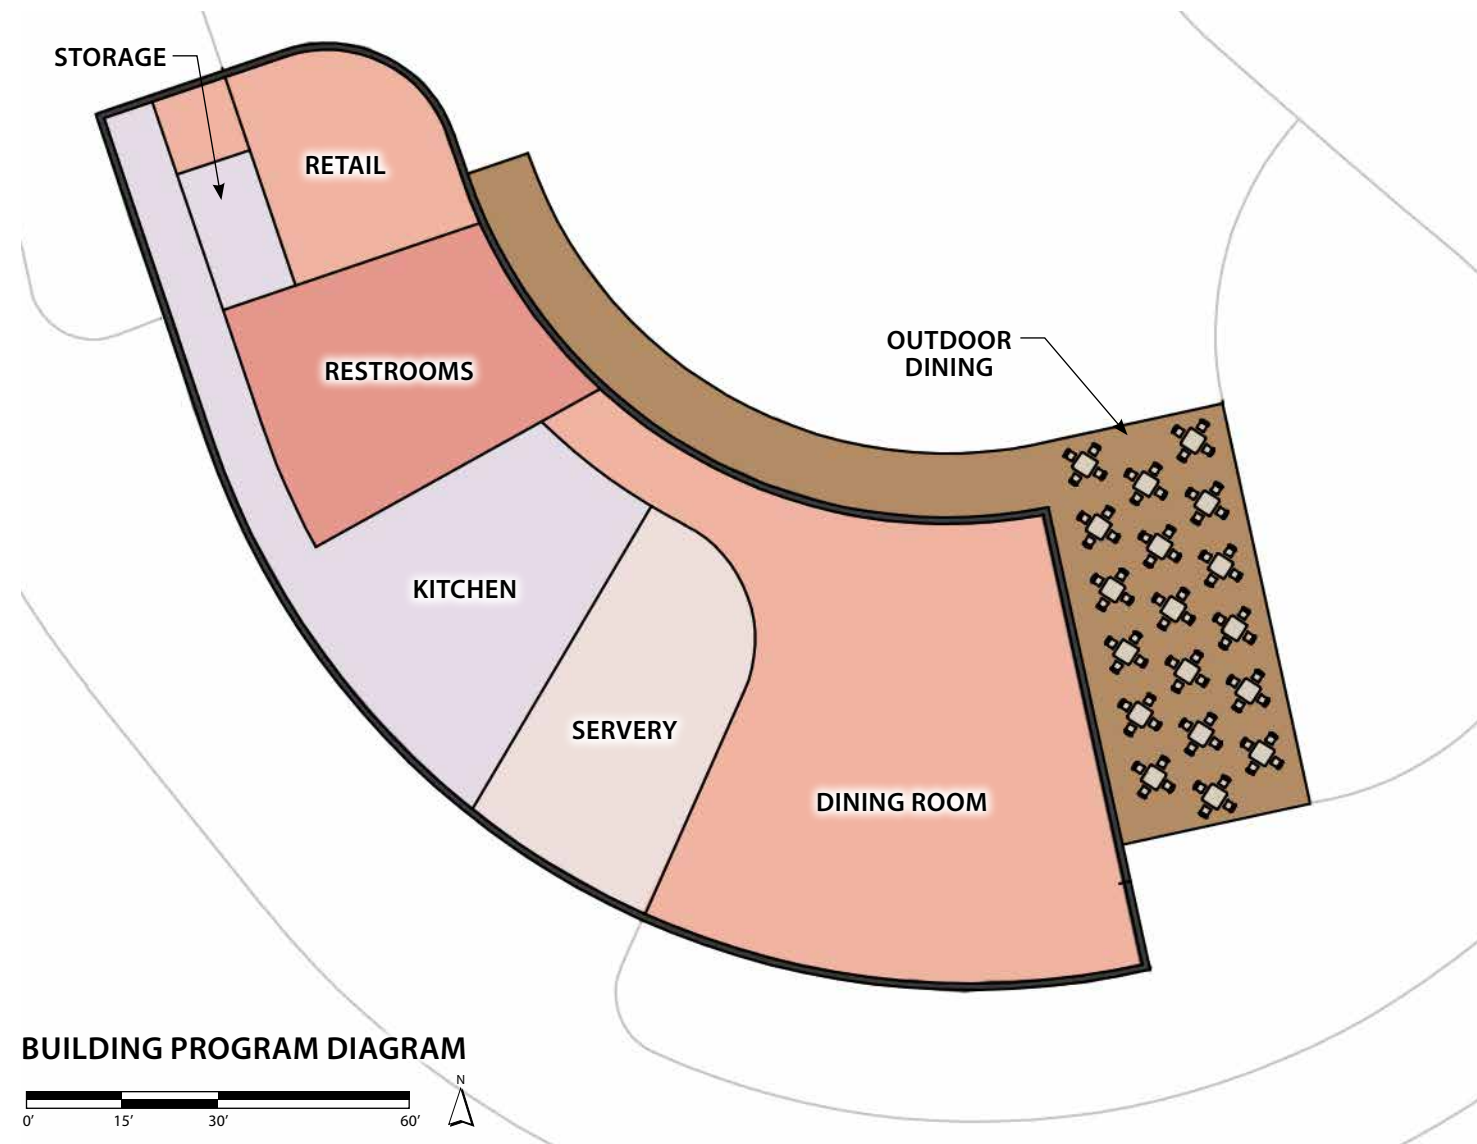 STORAGE
RETAIL
OUTDOOR
DINING
RESTROOMS
KITCHEN
SERVERY
DINING ROOM
BUILDING PROGRAM DIAGRAM
N
0’ 15’ 30’ 60’